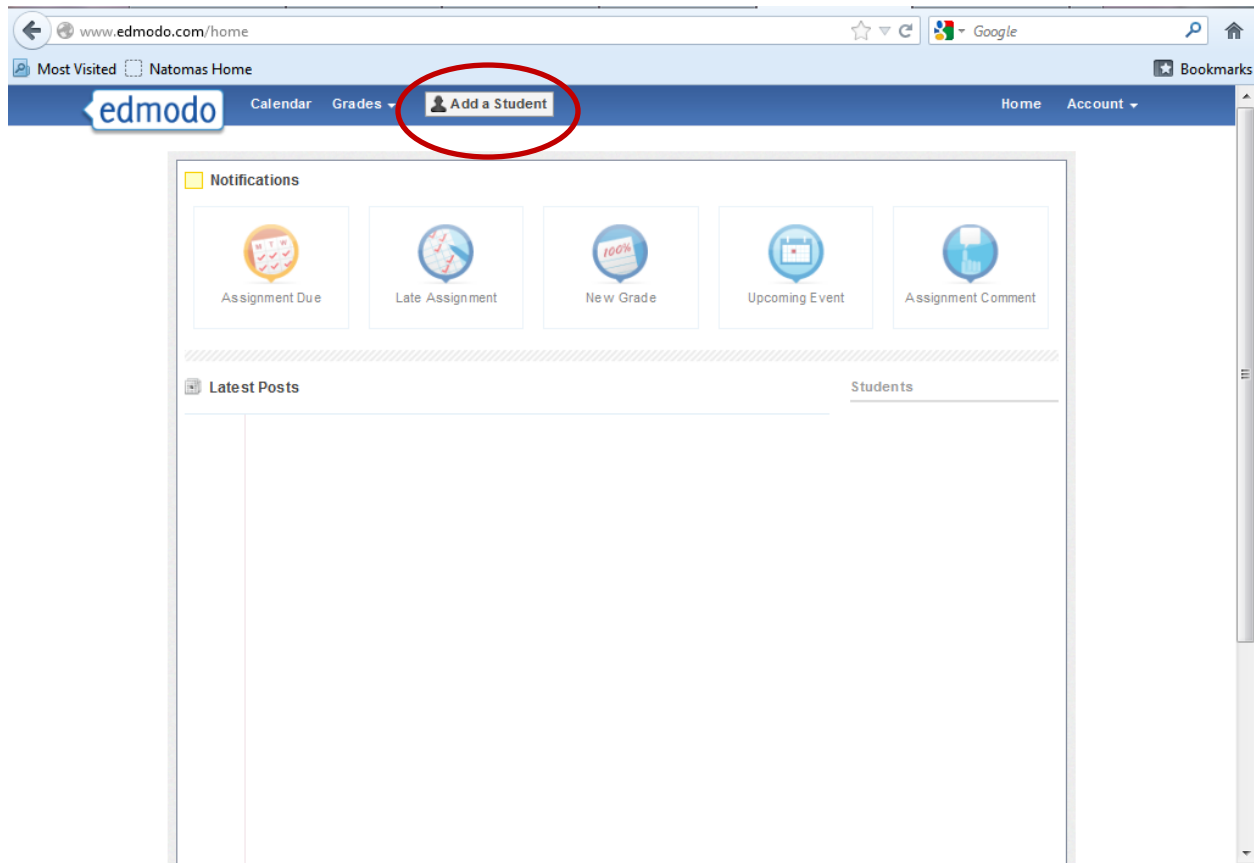 www.edmodo.com/home
Google
Most Visited Natomas Home Bookmarks
edmodo Calendar Grades Add a Student Home Account
Notifications
M T W
100%
Assignment Due Late Assignment New Grade Upcoming Event Assignment Comment
Latest Posts Students